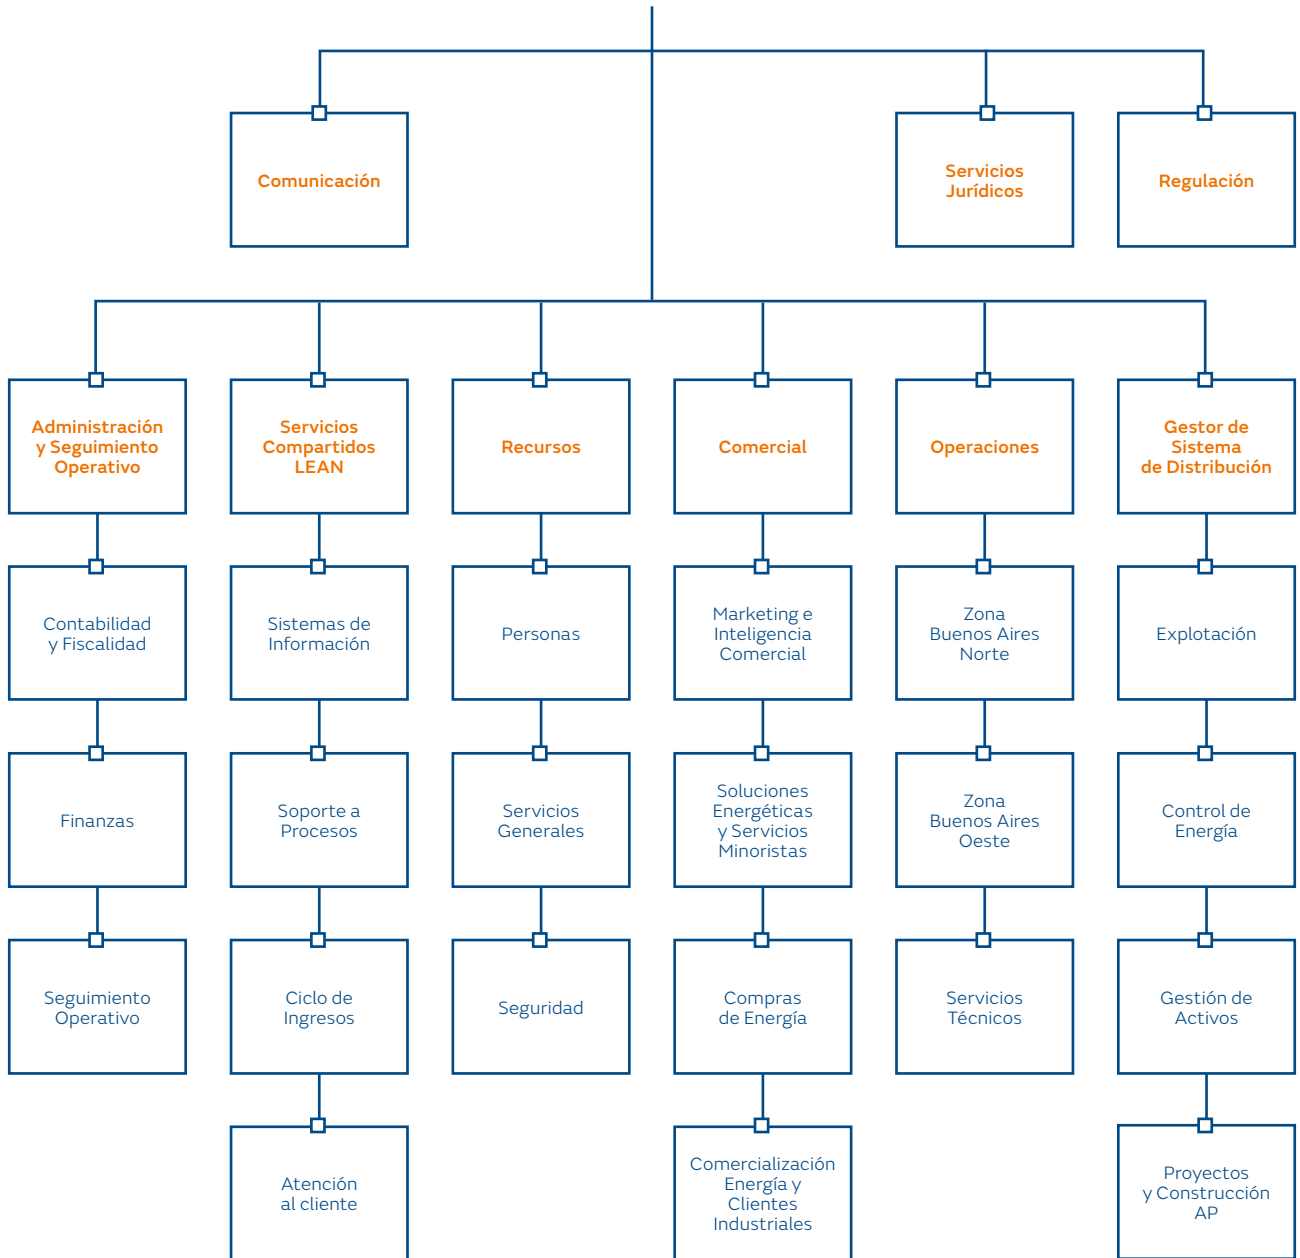 Comunicación
Servicios
Jurídicos
Regulación
Administración
y Seguimiento
Operativo
Servicios
Compartidos
LEAN
Recursos
Comercial
Operaciones
Gestor de
Sistema
de Distribución
Contabilidad
y Fiscalidad
Sistemas de
Información
Personas
Marketing e
Inteligencia
Comercial
Zona
Buenos Aires
Norte
Explotación
Finanzas
Soporte a
Procesos
Servicios
Generales
Soluciones
Energéticas
y Servicios
Minoristas
Zona
Buenos Aires
Oeste
Control de
Energía
Seguimiento
Operativo
Ciclo de
Ingresos
Seguridad
Compras
de Energía
Servicios
Técnicos
Gestión de
Activos
Atención
al cliente
Comercialización
Energía y
Clientes
Industriales
Proyectos
y Construcción
AP